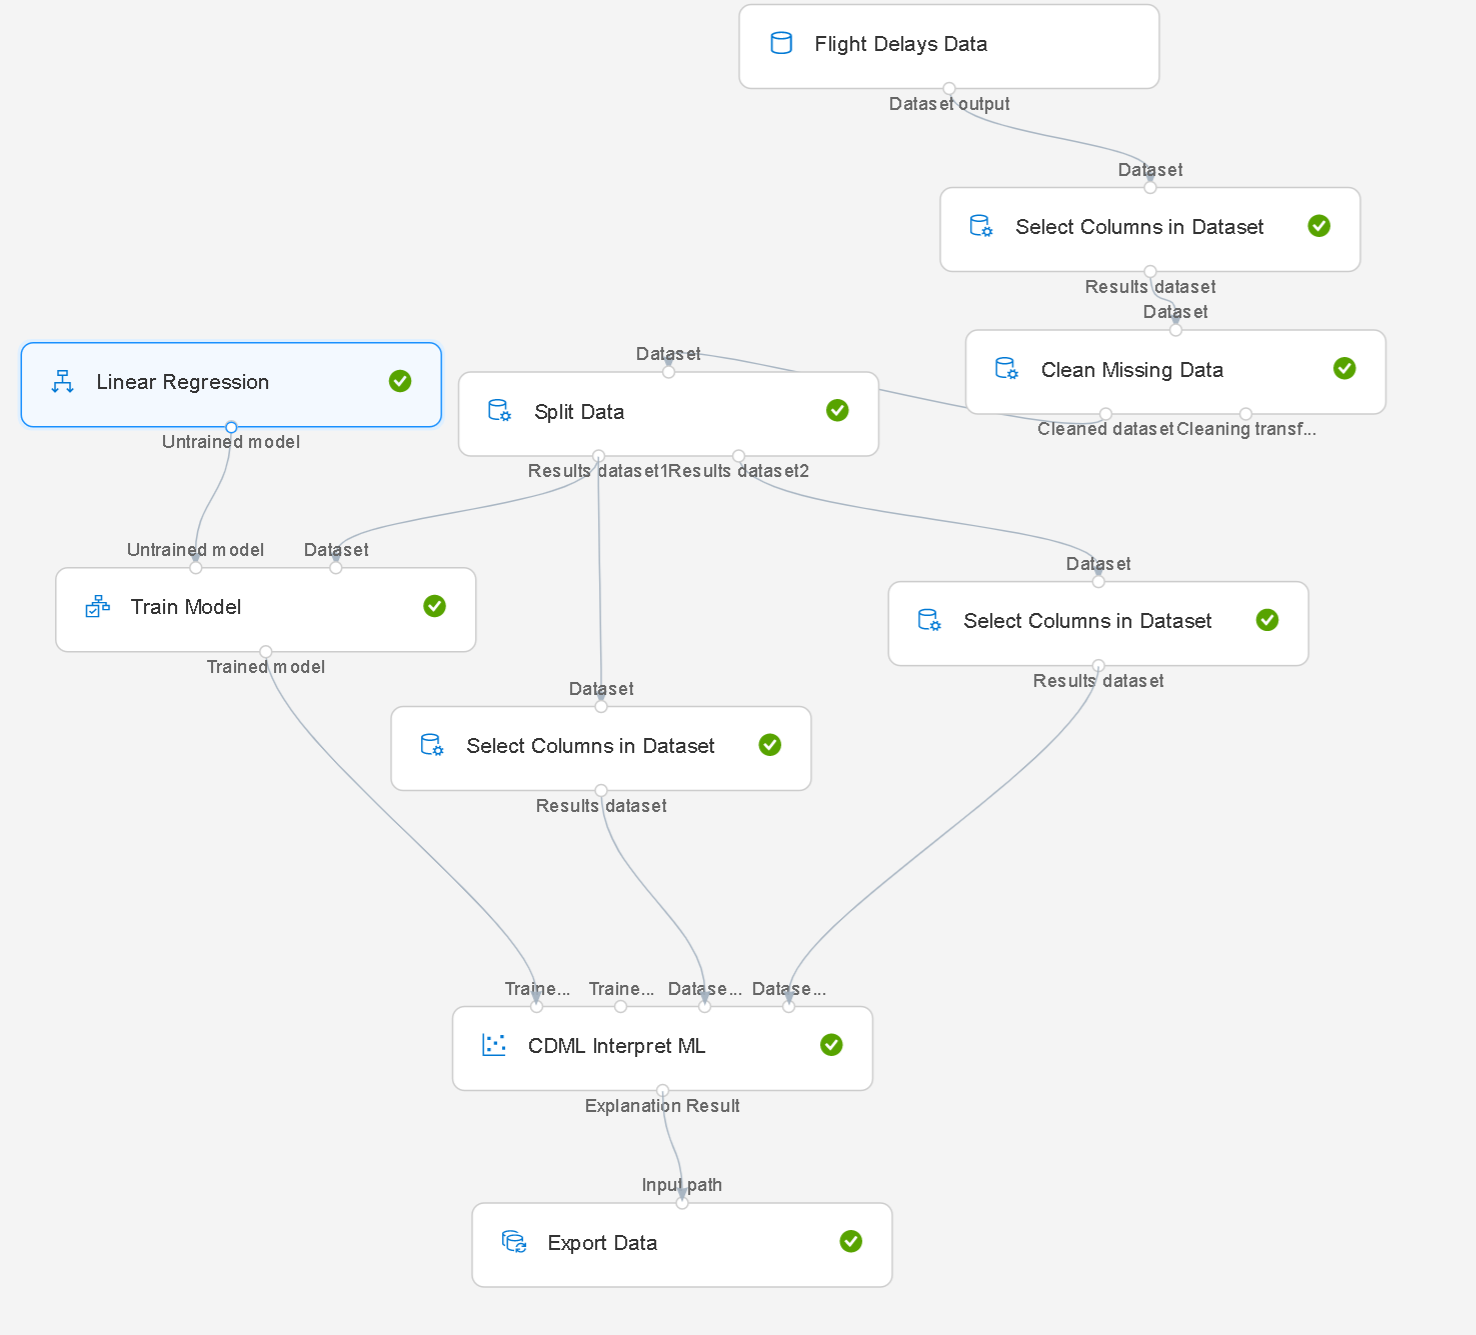 Flight Delays Data
Dataset output
Dataset
Select Columns in Dataset
Results dataset
Dataset
Clean Missing Data
Cleaned dataset Cleaning transf...
Dataset
Split Data
Results dataset1 Results dataset2
Linear Regression
Untrained model
Untrained model Dataset
Train Model
Trained model
Dataset
Select Columns in Dataset
Results dataset
Dataset
Select Columns in Dataset
Results dataset
Traine... Traine... Datase... Datase...
CDML Interpret ML
Explanation Result
Input path
Export Data